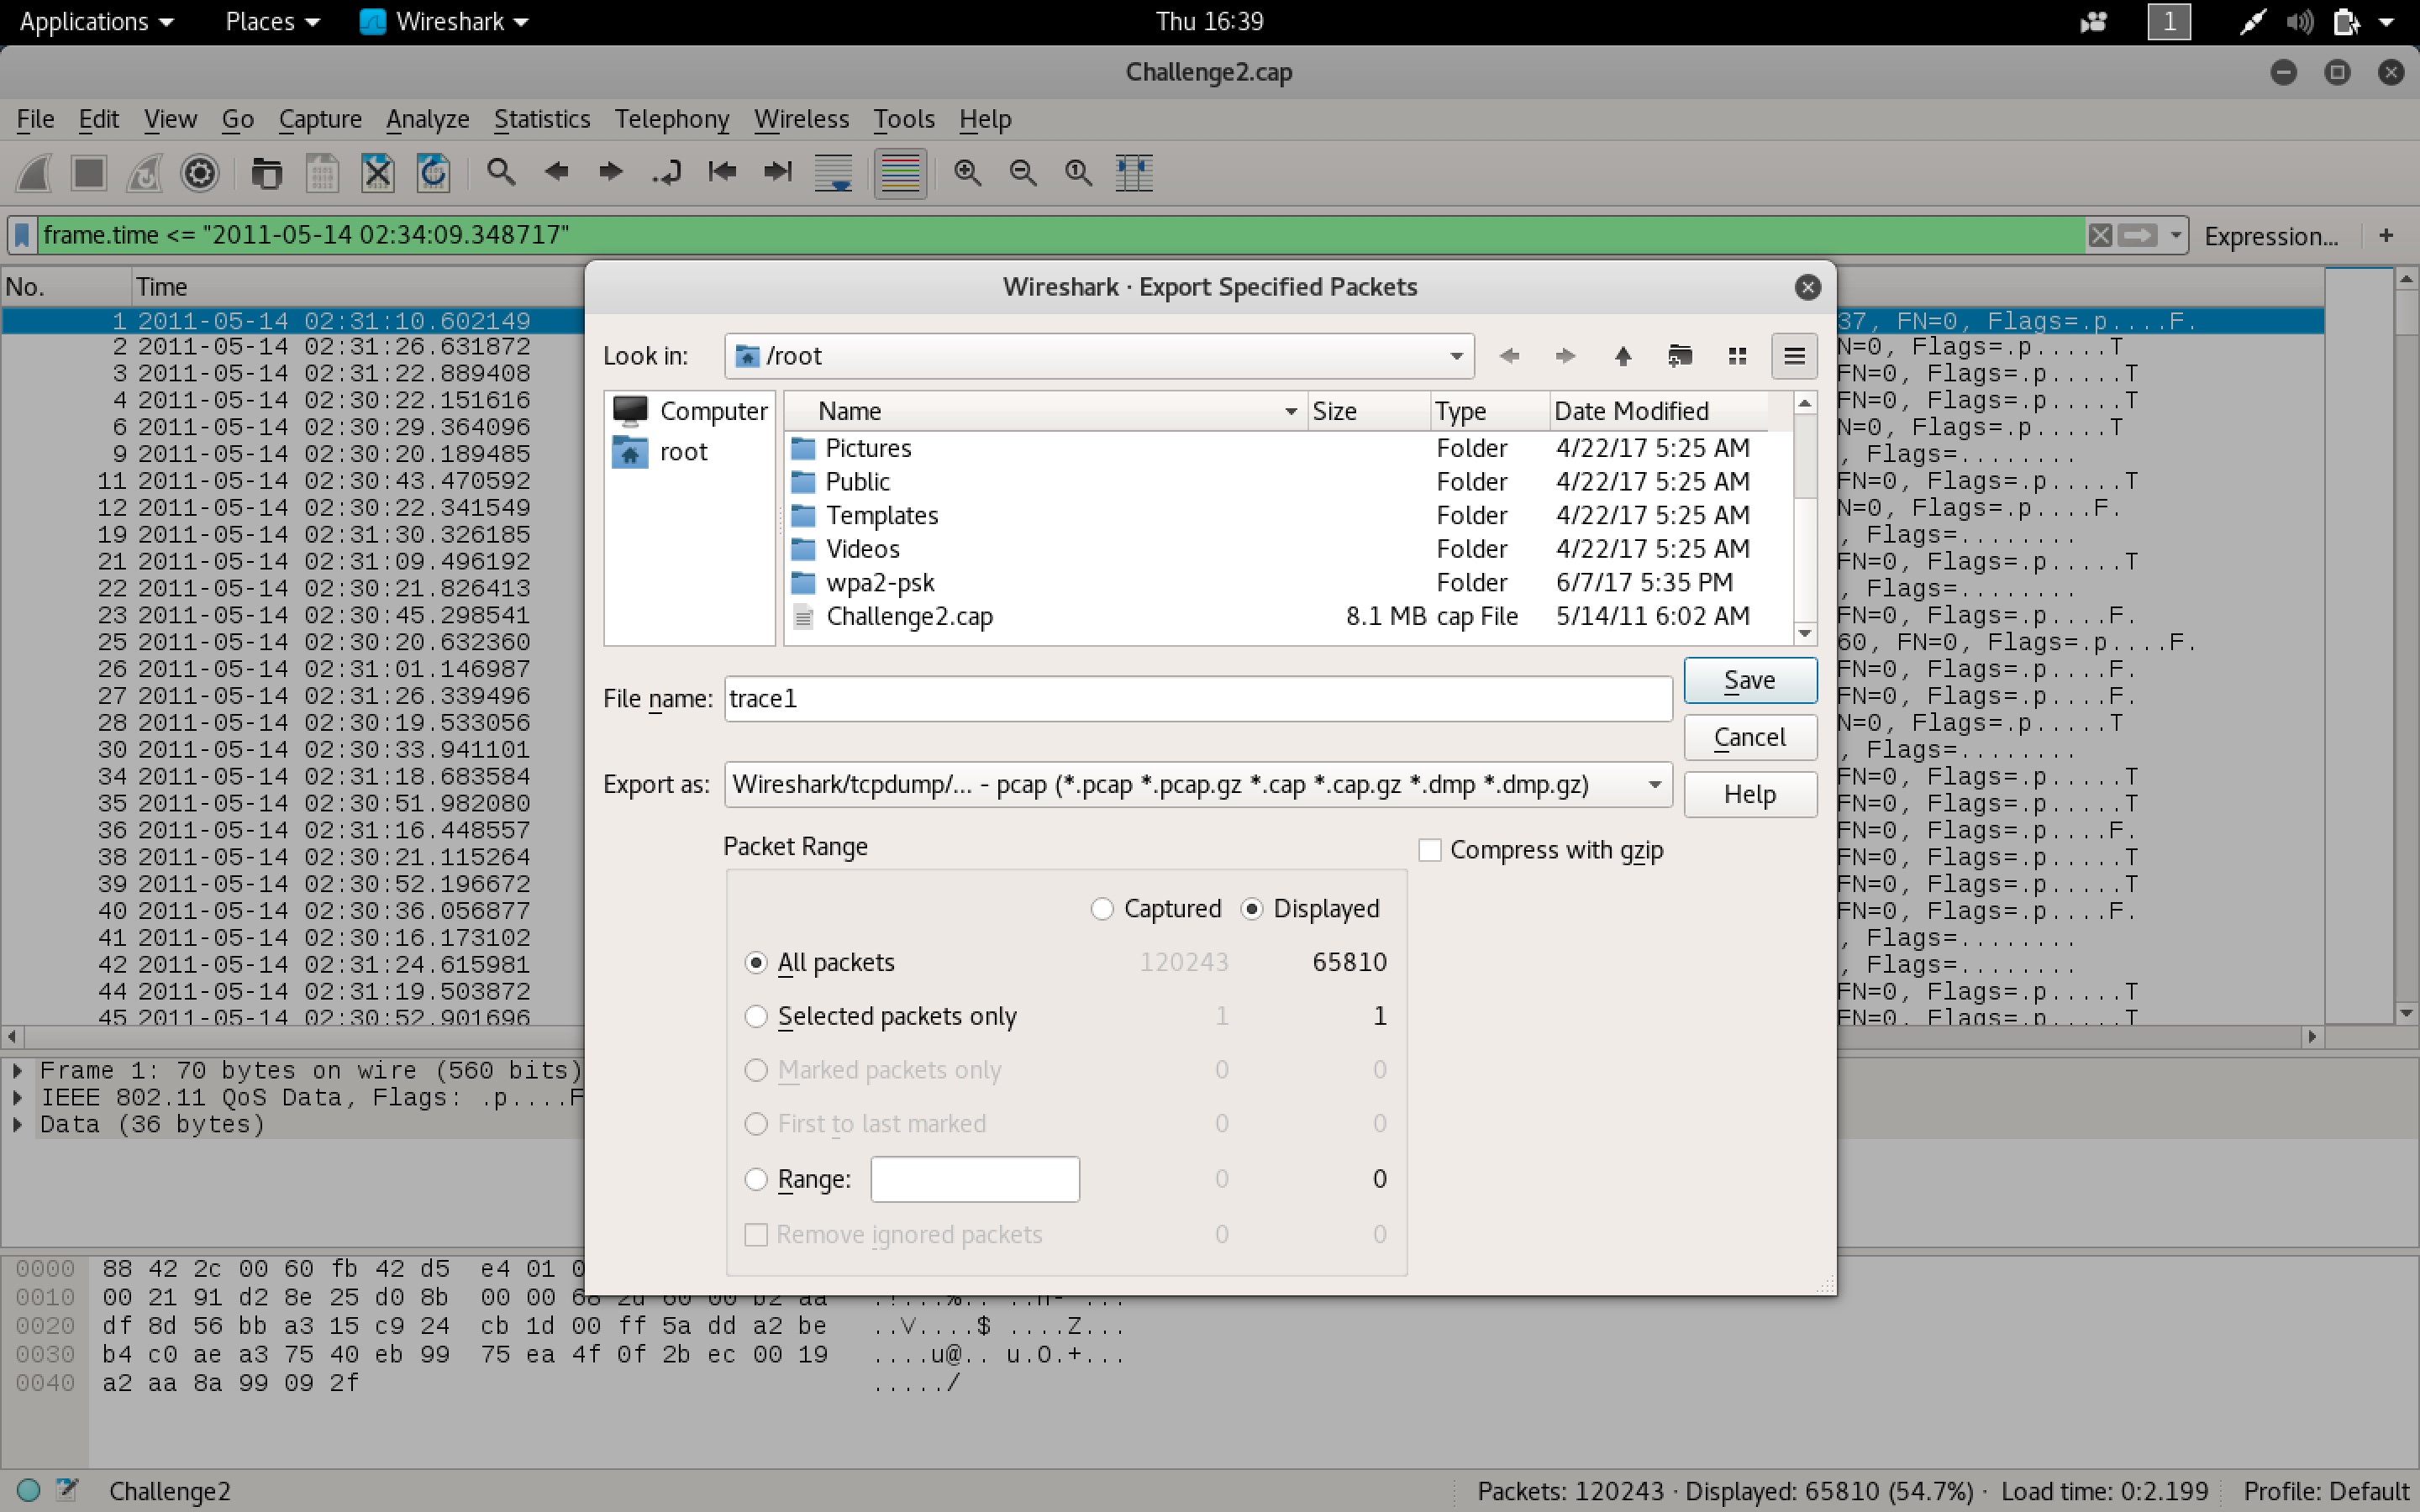 Applications Places Wireshark Thu 16:39 1
Challenge2.cap
File Edit View Go Capture Analyze Statistics Telephony Wireless Tools Help
frame.time <= "2011-05-14 02:34:09.348717" Expression... +
No. Time
1 2011-05-14 02:31:10.602149 37, FN=0, Flags=.p....F.
2 2011-05-14 02:31:26.631872 N=0, Flags=.p.....T
3 2011-05-14 02:31:22.889408 FN=0, Flags=.p.....T
4 2011-05-14 02:30:22.151616 FN=0, Flags=.p.....T
6 2011-05-14 02:30:29.364096 N=0, Flags=.p.....T
9 2011-05-14 02:30:20.189485 , Flags=........
11 2011-05-14 02:30:43.470592 FN=0, Flags=.p.....T
12 2011-05-14 02:30:22.341549 N=0, Flags=.p....F.
19 2011-05-14 02:31:30.326185 , Flags=........
21 2011-05-14 02:31:09.496192 FN=0, Flags=.p.....T
22 2011-05-14 02:30:21.826413 , Flags=........
23 2011-05-14 02:30:45.298541 FN=0, Flags=.p....F.
25 2011-05-14 02:30:20.632360 60, FN=0, Flags=.p....F.
26 2011-05-14 02:31:01.146987 FN=0, Flags=.p....F.
27 2011-05-14 02:31:26.339496 FN=0, Flags=.p....F.
28 2011-05-14 02:30:19.533056 N=0, Flags=.p.....T
30 2011-05-14 02:30:33.941101 , Flags=........
34 2011-05-14 02:31:18.683584 FN=0, Flags=.p.....T
35 2011-05-14 02:30:51.982080 FN=0, Flags=.p.....T
36 2011-05-14 02:31:16.448557 FN=0, Flags=.p....F.
38 2011-05-14 02:30:21.115264 FN=0, Flags=.p.....T
39 2011-05-14 02:30:52.196672 FN=0, Flags=.p.....T
40 2011-05-14 02:30:36.056877 FN=0, Flags=.p....F.
41 2011-05-14 02:30:16.173102 , Flags=........
42 2011-05-14 02:31:24.615981 , Flags=........
44 2011-05-14 02:31:19.503872 FN=0, Flags=.p.....T
45 2011-05-14 02:30:52.901696 FN=0, Flags=.p.....T
Wireshark · Export Specified Packets
Look in: /root
Computer
root
Name Size Type Date Modified
Pictures Folder 4/22/17 5:25 AM
Public Folder 4/22/17 5:25 AM
Templates Folder 4/22/17 5:25 AM
Videos Folder 4/22/17 5:25 AM
wpa2-psk Folder 6/7/17 5:35 PM
Challenge2.cap 8.1 MB cap File 5/14/11 6:02 AM
File name: trace1
Save
Cancel
Export as: Wireshark/tcpdump/... - pcap (*.pcap *.pcap.gz *.cap *.cap.gz *.dmp *.dmp.gz)
Help
Packet Range
Compress with gzip
Captured Displayed
All packets 120243 65810
Selected packets only 1 1
Marked packets only 0 0
First to last marked 0 0
Range: 0 0
Remove ignored packets 0 0
Frame 1: 70 bytes on wire (560 bits)
IEEE 802.11 QoS Data, Flags: .p....F
Data (36 bytes)
0000 88 42 2c 00 60 fb 42 d5 e4 01 0
0010 00 21 91 d2 8e 25 d0 8b 00 00 68 2d 60 00 b2 aa .!...%.. ..h-`...
0020 df 8d 56 bb a3 15 c9 24 cb 1d 00 ff 5a dd a2 be ..V....$ ....Z...
0030 b4 c0 ae a3 75 40 eb 99 75 ea 4f 0f 2b ec 00 19 ....u@.. u.O.+...
0040 a2 aa 8a 99 09 2f ...../
Challenge2 Packets: 120243 · Displayed: 65810 (54.7%) · Load time: 0:2.199 Profile: Default